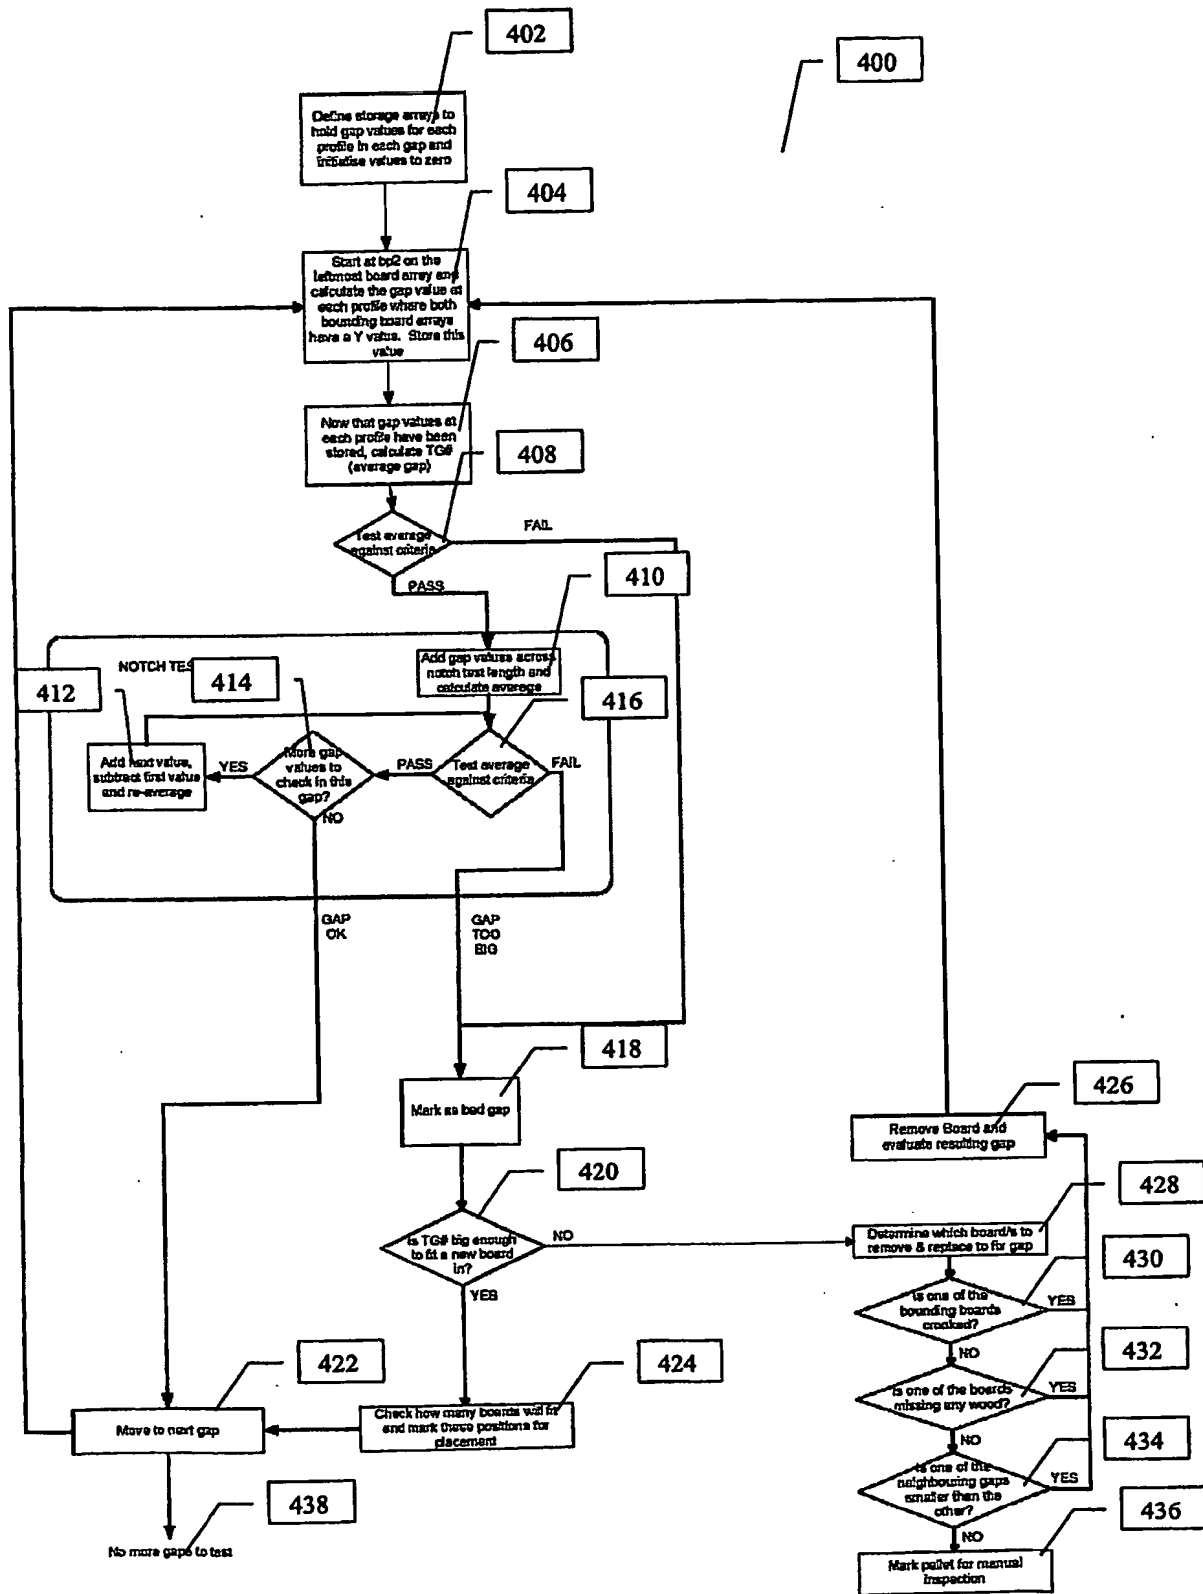 402
400
Define storage arrays to
hold gap values for each
profile in each gap and
initialise values to zero
404
Start at bp2 on the
leftmost board array and
calculate the gap value at
each profile where both
bounding board arrays
have a Y value. Store this
value
406
Now that gap values at
each profile have been
stored, calculate TG#
(average gap)
408
Test average
against criteria
FAIL
PASS
410
NOTCH TES
Add gap values across
notch test length and
calculate average
412
414
416
Add next value,
subtract first value
and re-average
YES
More gap
values to
check in this
gap?
PASS
Test average
against criteria
FAIL
NO
GAP
OK
GAP
TOO
BIG
418
Mark as bad gap
426
Remove Board and
evaluate resulting gap
420
Is TG# big enough
to fit a new board
in?
NO
YES
428
Determine which board/s to
remove & replace to fix gap
430
Is one of the
bounding boards
crooked?
YES
NO
432
Is one of the boards
missing any wood?
YES
NO
434
Is one of the
neighbouring gaps
smaller than the
other?
YES
NO
436
Mark pallet for manual
Inspection
422
Move to next gap
424
Check how many boards will fit
and mark these positions for
placement
438
No more gaps to test